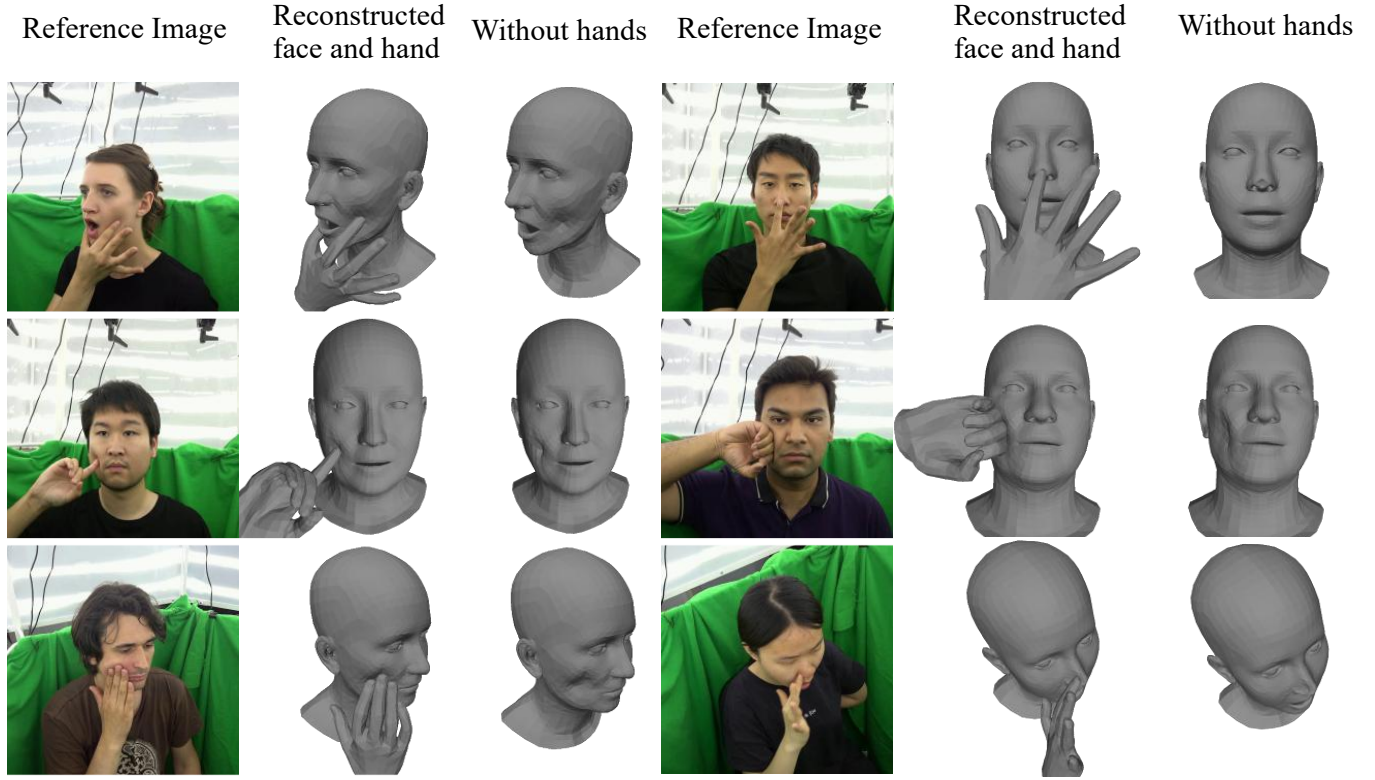 Reference Image
Reconstructed
face and hand
Without hands
Reference Image
Reconstructed
face and hand
Without hands